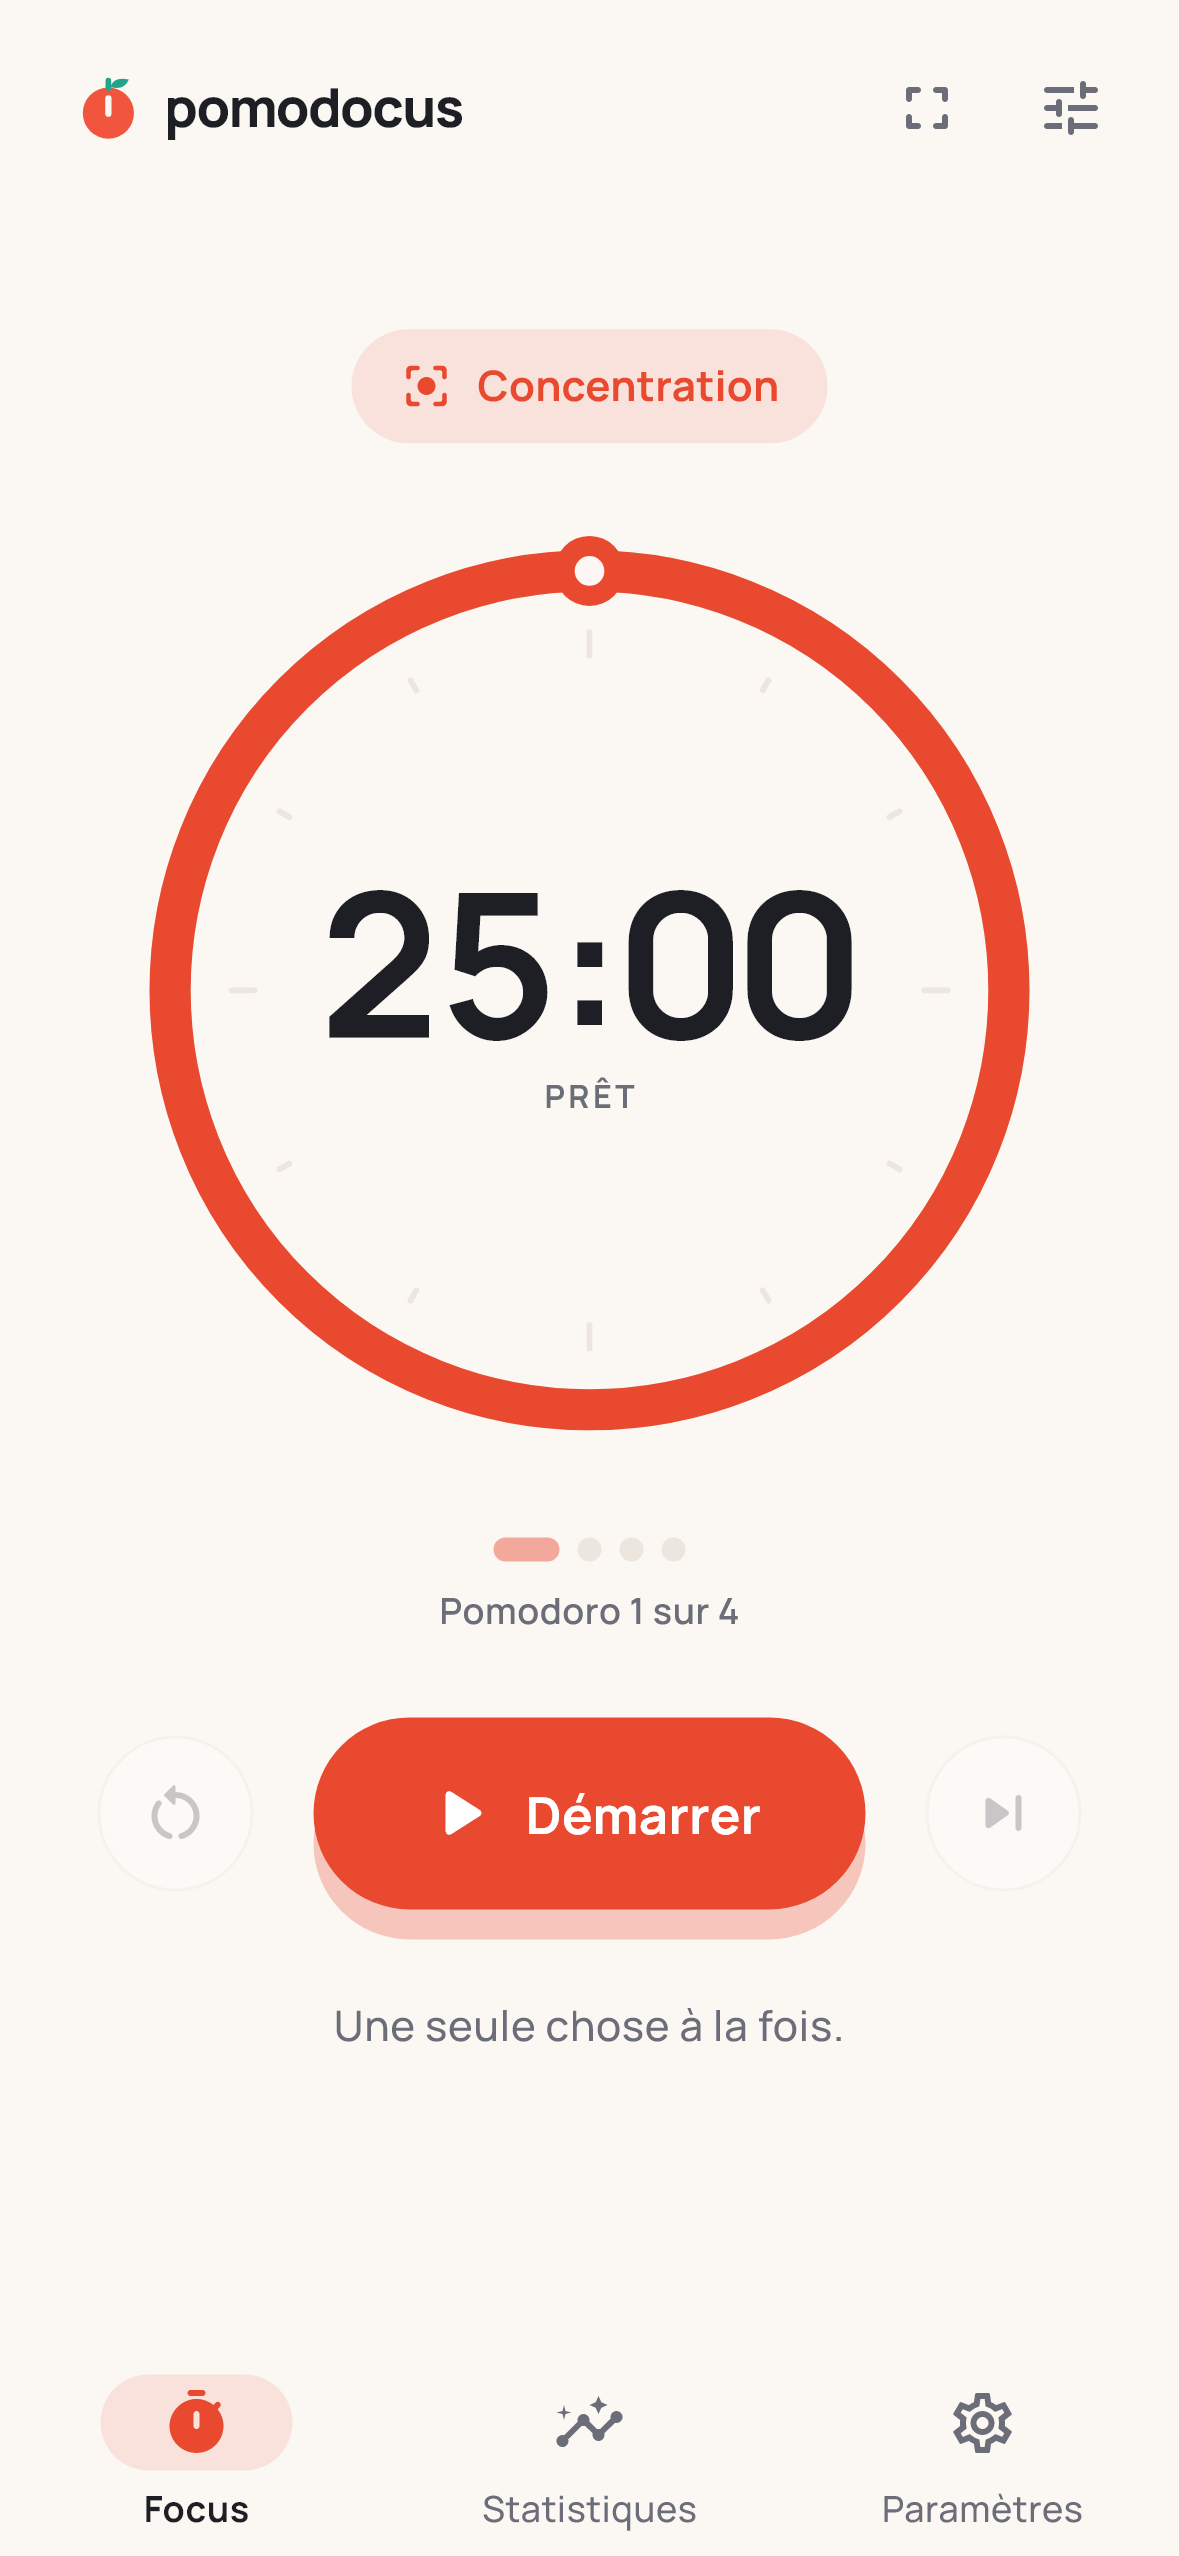 pomodocus
Concentration
25:00
PRÊT
Pomodoro 1 sur 4
Démarrer
Une seule chose à la fois.
Focus
Statistiques
Paramètres